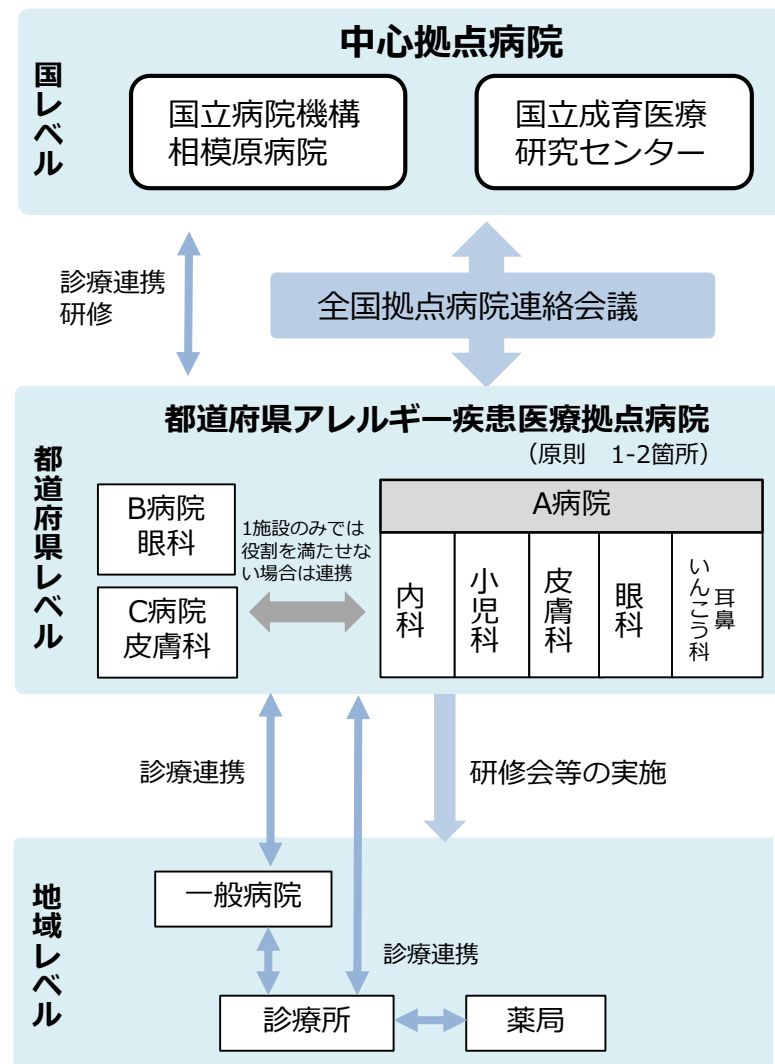 国レベル
中心拠点病院
国立病院機構
相模原病院
国立成育医療
研究センター
診療連携
研修
全国拠点病院連絡会議
都道府県レベル
都道府県アレルギー疾患医療拠点病院
（原則　1-2箇所）
B病院
眼科
C病院
皮膚科
1施設のみでは
役割を満たせな
い場合は連携
A病院
内科
小児科
皮膚科
眼科
耳鼻
いんこう科
診療連携
研修会等の実施
地域レベル
一般病院
診療連携
診療所
薬局